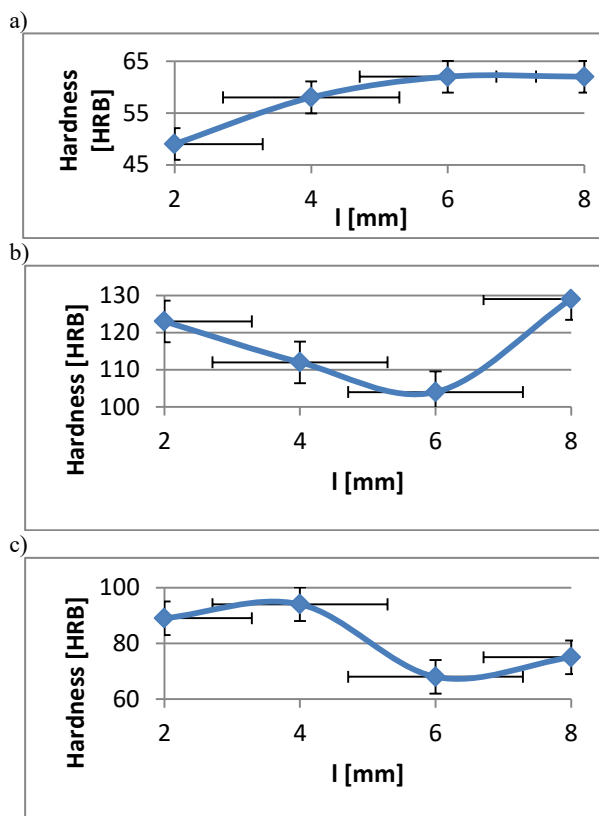 a)
Hardness
[HRB]
65
55
45
2 4 6 8
l [mm]
b)
Hardness [HRB]
130
120
110
100
2 4 6 8
l [mm]
c)
Hardness [HRB]
100
80
60
2 4 6 8
l [mm]